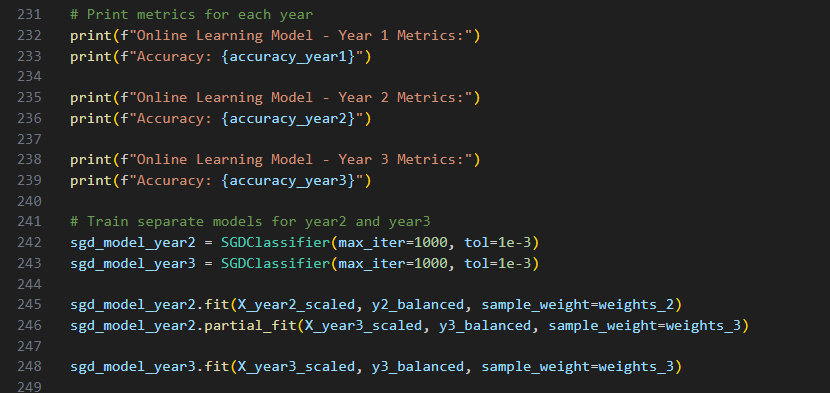 231 # Print metrics for each year
232 print(f"Online Learning Model - Year 1 Metrics:")
233 print(f"Accuracy: {accuracy_year1}")
234
235 print(f"Online Learning Model - Year 2 Metrics:")
236 print(f"Accuracy: {accuracy_year2}")
237
238 print(f"Online Learning Model - Year 3 Metrics:")
239 print(f"Accuracy: {accuracy_year3}")
240
241 # Train separate models for year2 and year3
242 sgd_model_year2 = SGDClassifier(max_iter=1000, tol=1e-3)
243 sgd_model_year3 = SGDClassifier(max_iter=1000, tol=1e-3)
244
245 sgd_model_year2.fit(X_year2_scaled, y2_balanced, sample_weight=weights_2)
246 sgd_model_year2.partial_fit(X_year3_scaled, y3_balanced, sample_weight=weights_3)
247
248 sgd_model_year3.fit(X_year3_scaled, y3_balanced, sample_weight=weights_3)
249